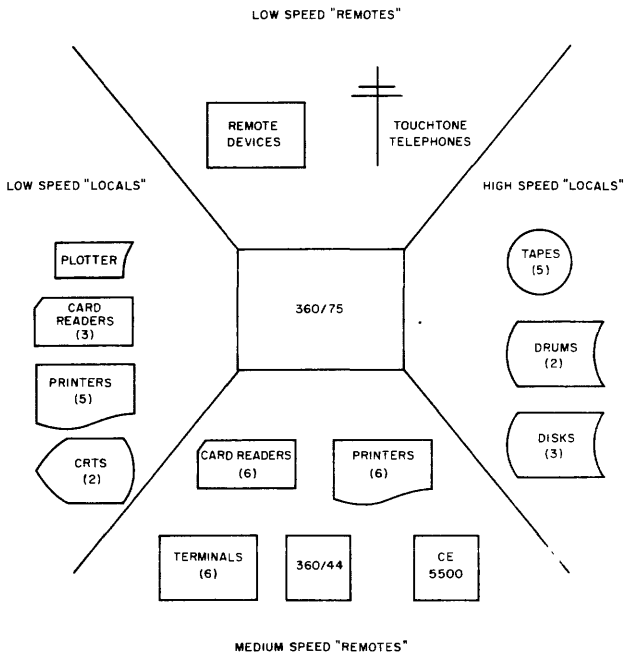 LOW SPEED "REMOTES"
REMOTE
DEVICES
TOUCHTONE
TELEPHONES
LOW SPEED "LOCALS"
HIGH SPEED "LOCALS"
PLOTTER
CARD
READERS
(3)
PRINTERS
(5)
CRTS
(2)
360/75
TAPES
(5)
DRUMS
(2)
DISKS
(3)
CARD READERS
(6)
PRINTERS
(6)
TERMINALS
(6)
360/44
CE
5500
MEDIUM SPEED "REMOTES"